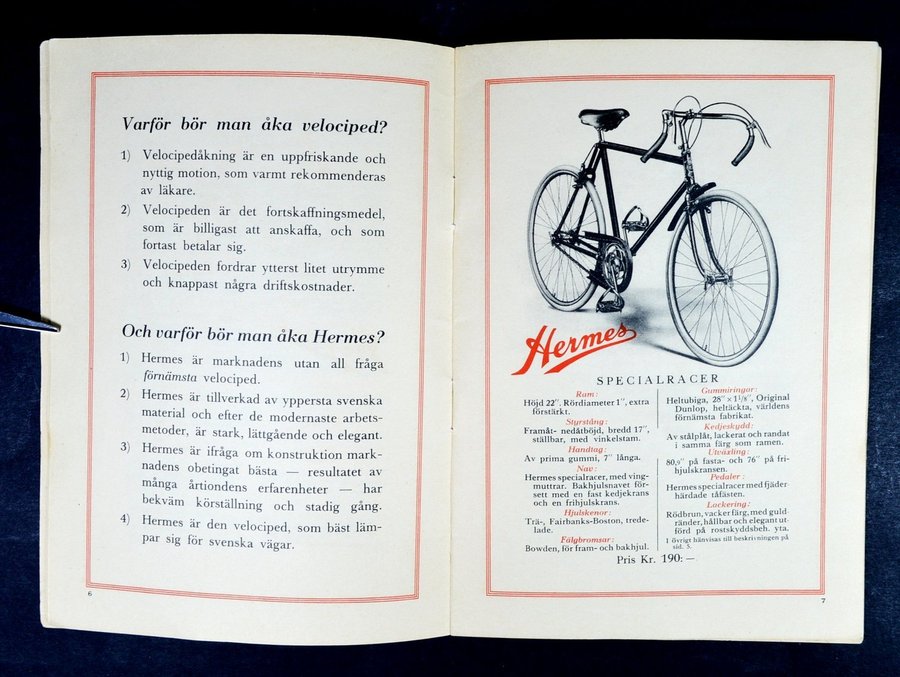 Varför bör man åka velociped?
1) Velocipedåkning är en uppfriskande och
nyttig motion, som varmt rekommenderas
av läkare.
2) Velocipeden är det fortskaffningsmedel,
som är billigast att anskaffa, och som
fortast betalar sig.
3) Velocipeden fordrar ytterst litet utrymme
och knappast några driftskostnader.
Och varför bör man åka Hermes?
1) Hermes är marknadens utan all fråga
förnämsta velociped.
2) Hermes är tillverkad av yppersta svenska
material och efter de modernaste arbets-
metoder, är stark, lättgående och elegant.
3) Hermes är ifråga om konstruktion mark-
nadens obetingat bästa — resultatet av
många årtiondens erfarenheter — har
bekväm körställning och stadig gång.
4) Hermes är den velociped, som bäst läm-
par sig för svenska vägar.
6
Hermes
SPECIALRACER
Ram:
Höjd 22". Rördiameter 1", extra
förstärkt.
Styrstång:
Framåt- nedåtböjd, bredd 17",
ställbar, med vinkelstam.
Handtag:
Av prima gummi, 7" långa.
Nav:
Hermes specialracer, med ving-
muttrar. Bakhjulsnavet för-
sett med en fast kedjekrans
och en frihjulskrans.
Hjulskenor:
Trä-, Fairbanks-Boston, trede-
lade.
Fälgbromsar:
Bowden, för fram- och bakhjul.
Gummiringar:
Heltubiga, 28" × 1 3/8", Original
Dunlop, heltäckta, världens
förnämsta fabrikat.
Kedjeskydd:
Av stålplåt, lackerat och randat
i samma färg som ramen.
Utväxling:
80,9" på fasta- och 76" på fri-
hjulskransen.
Pedaler:
Hermes specialracer med fjäder-
härdade tåfästen.
Lackering:
Rödbrun, vacker färg, med guld-
ränder, hållbar och elegant ut-
förd på rostskyddsbeh. yta.
I övrigt hänvisas till beskrivningen på
sid. 5.
Pris Kr. 190: —
7